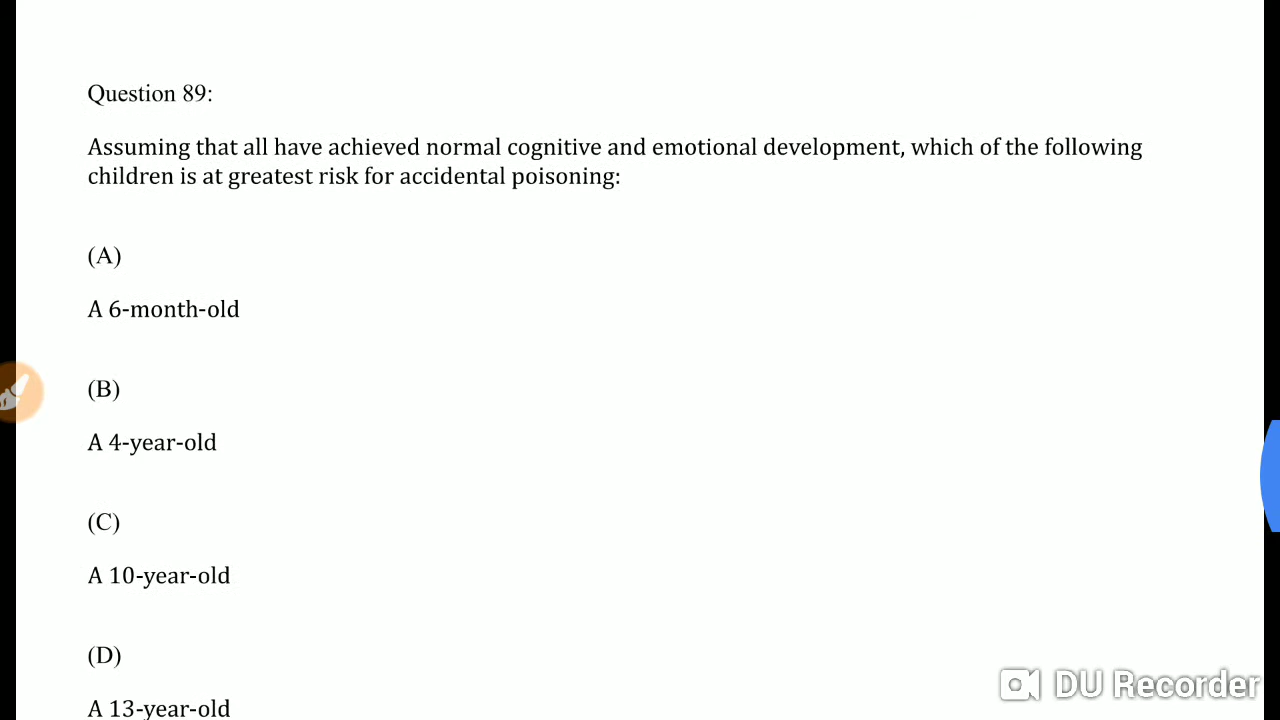 Question 89:
Assuming that all have achieved normal cognitive and emotional development, which of the following
children is at greatest risk for accidental poisoning:
(A)
A 6-month-old
(B)
A 4-year-old
(C)
A 10-year-old
(D)
A 13-year-old
DU Recorder